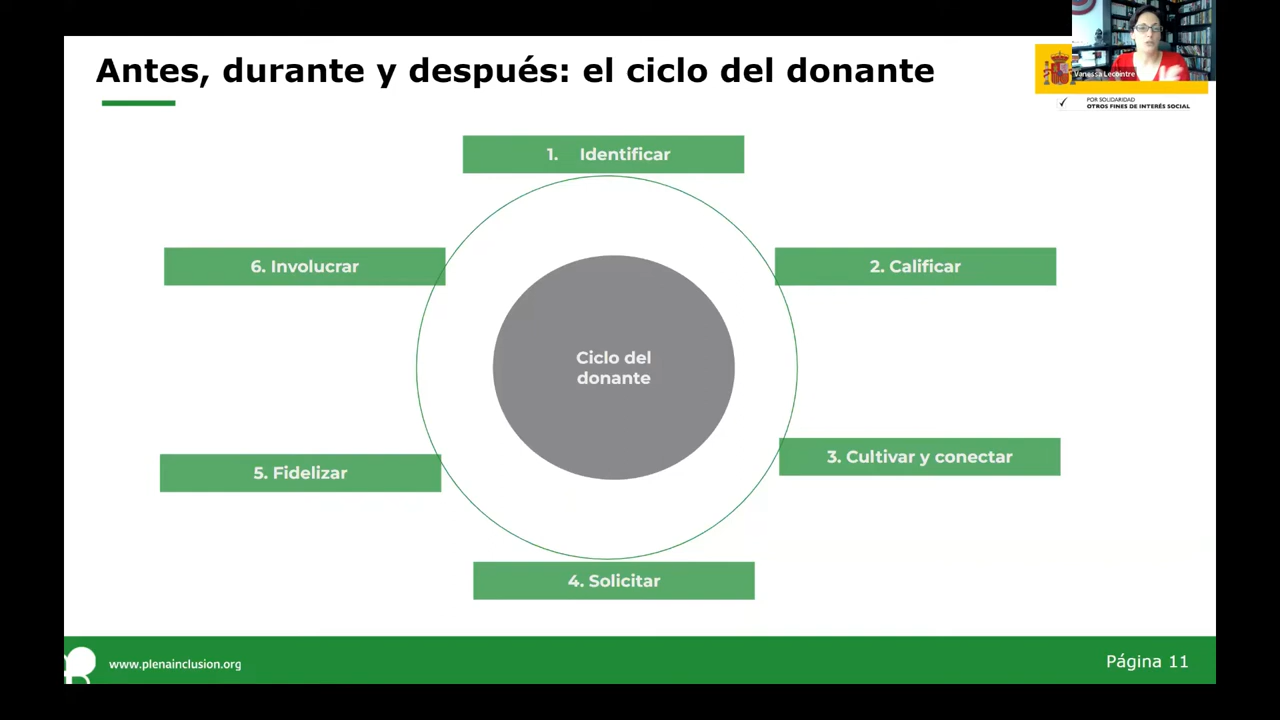 Antes, durante y después: el ciclo del donante
Vanessa Lecointre
POR SOLIDARIDAD
OTROS FINES DE INTERÉS SOCIAL
1. Identificar
6. Involucrar
2. Calificar
Ciclo del
donante
3. Cultivar y conectar
5. Fidelizar
4. Solicitar
www.plenainclusion.org
Página 11